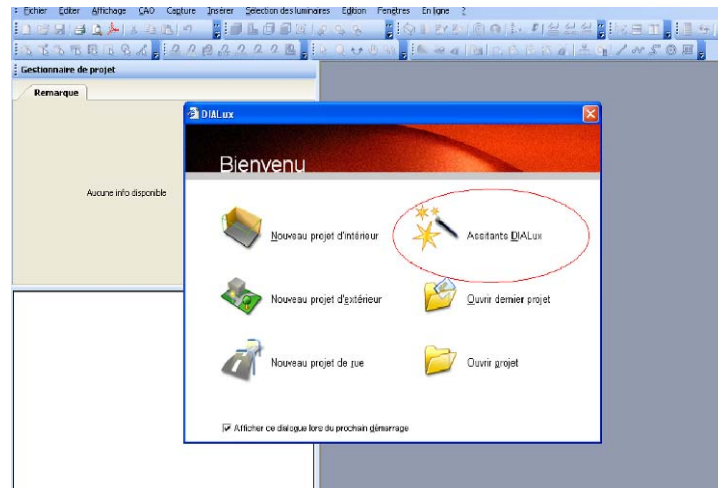 Fichier Editer Affichage CAO Capture Insérer Sélection des luminaires Edition Fenêtres En ligne ?
Gestionnaire de projet
Remarque
Aucune info disponible
DIALux
Bienvenu
Nouveau projet d'intérieur
Assitants DIALux
Nouveau projet d'extérieur
Ouvrir dernier projet
Nouveau projet de rue
Ouvrir projet
Afficher ce dialogue lors du prochain démarrage